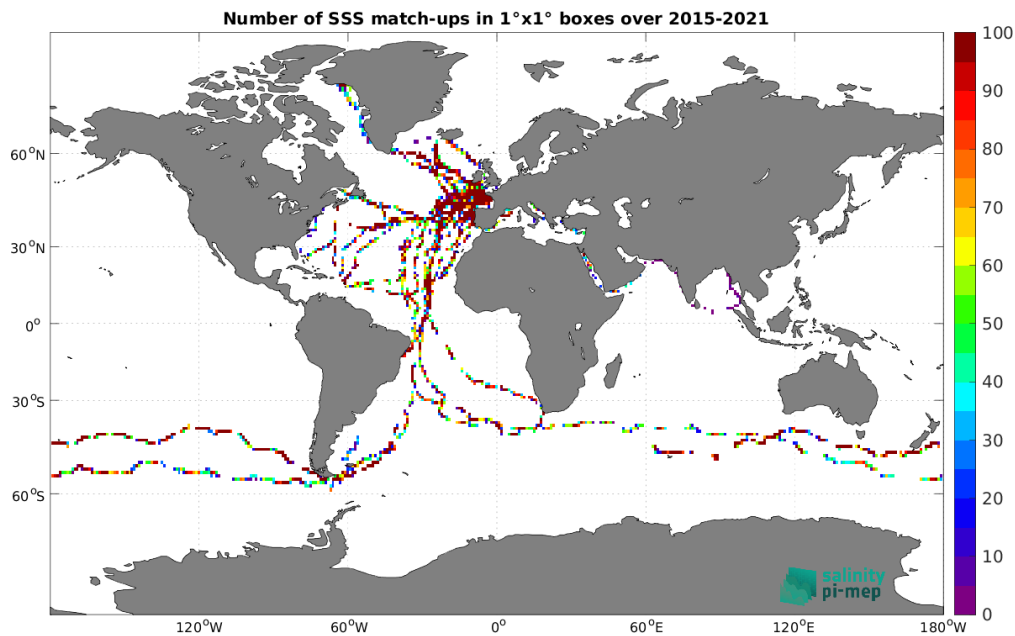 Number of SSS match-ups in 1°x1° boxes over 2015-2021
100
90
80
70
60
50
40
30
20
10
0
60°N
30°N
0°
30°S
60°S
120°W 60°W 0° 60°E 120°E 180°W
salinity
pi-mep